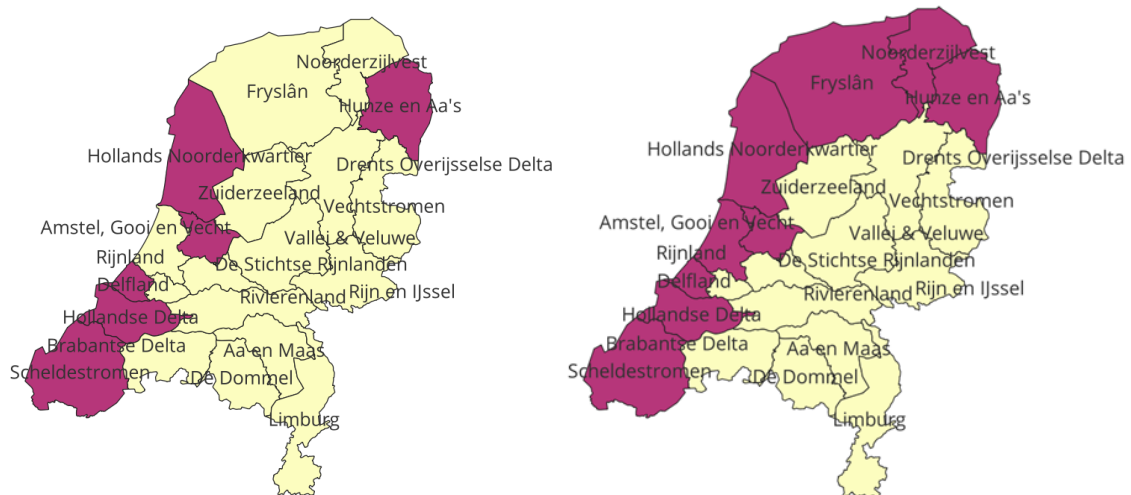 Noorderzijlvest
Fryslân
Hunze en Aa's
Hollands Noorderkwartier
Drents Overijsselse Delta
Zuiderzeeland
Vechtstromen
Amstel, Gooi en Vecht
Vallei & Veluwe
Rijnland
De Stichtse Rijnlanden
Delfland
Rivierenland
Rijn en IJssel
Hollandse Delta
Brabantse Delta
Aa en Maas
Scheldestromen
De Dommel
Limburg
Noorderzijlvest
Fryslân
Hunze en Aa's
Hollands Noorderkwartier
Drents Overijsselse Delta
Zuiderzeeland
Vechtstromen
Amstel, Gooi en Vecht
Vallei & Veluwe
Rijnland
De Stichtse Rijnlanden
Delfland
Rivierenland
Rijn en IJssel
Hollandse Delta
Brabantse Delta
Aa en Maas
Scheldestromen
De Dommel
Limburg